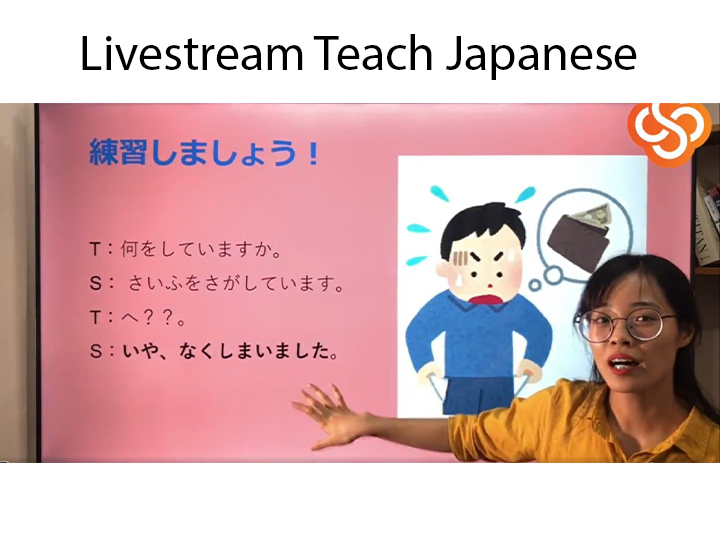 Livestream Teach Japanese
練習しましょう！
T：何をしていますか。
S： さいふをさがしています。
T：へ？？。
S：いや、なくしまいました。